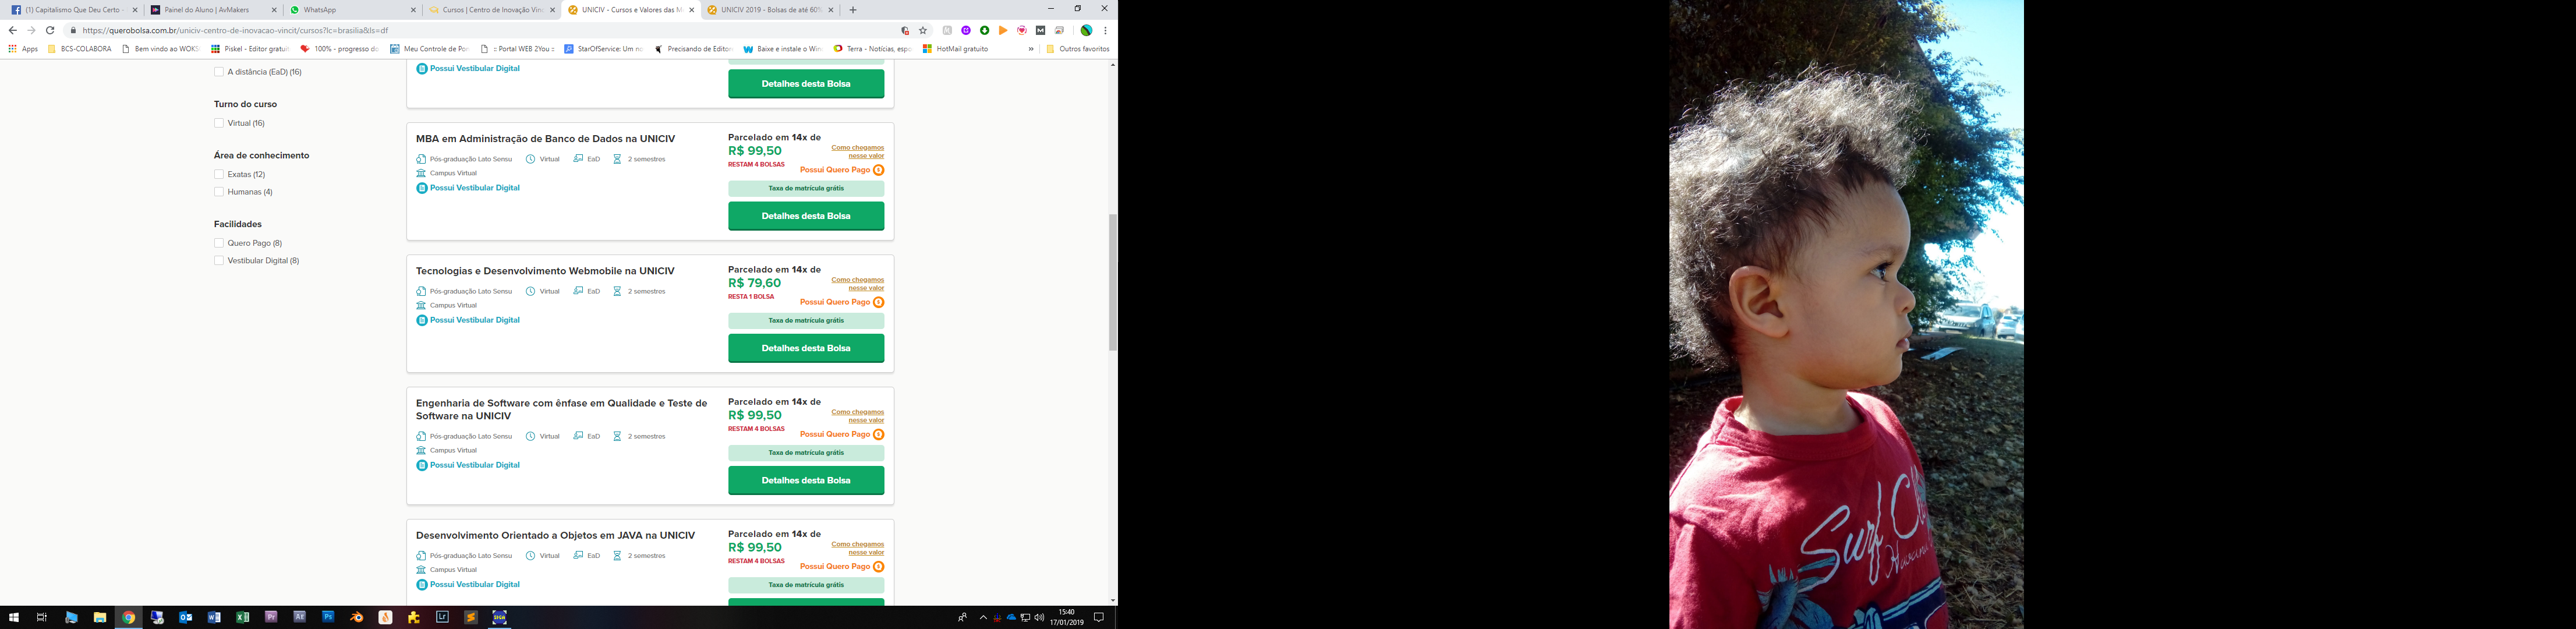 (1) Capitalismo Que Deu Certo -
Painel do Aluno | AvMakers
WhatsApp
Cursos | Centro de Inovação Vinc
UNICIV - Cursos e Valores das M
UNICIV 2019 - Bolsas de até 60%
https://querobolsa.com.br/uniciv-centro-de-inovacao-vincit/cursos?lc=brasilia&ls=df
Apps
BCS-COLABORA
Bem vindo ao WOKS
Piskel - Editor gratuit
100% - progresso do
Meu Controle de Pon
:: Portal WEB 2You ::
StarOfService: Um no
Precisando de Editor
Baixe e instale o Win
Terra - Notícias, espo
HotMail gratuito
»
Outros favoritos
A distância (EaD) (16)
Turno do curso
Virtual (16)
Área de conhecimento
Exatas (12)
Humanas (4)
Facilidades
Quero Pago (8)
Vestibular Digital (8)
Possui Vestibular Digital
Detalhes desta Bolsa
MBA em Administração de Banco de Dados na UNICIV
Pós-graduação Lato Sensu Virtual EaD 2 semestres
Campus Virtual
Possui Vestibular Digital
Parcelado em 14x de
R$ 99,50
Como chegamos
nesse valor
RESTAM 4 BOLSAS
Possui Quero Pago
Taxa de matrícula grátis
Detalhes desta Bolsa
Tecnologias e Desenvolvimento Webmobile na UNICIV
Pós-graduação Lato Sensu Virtual EaD 2 semestres
Campus Virtual
Possui Vestibular Digital
Parcelado em 14x de
R$ 79,60
Como chegamos
nesse valor
RESTA 1 BOLSA
Possui Quero Pago
Taxa de matrícula grátis
Detalhes desta Bolsa
Engenharia de Software com ênfase em Qualidade e Teste de
Software na UNICIV
Pós-graduação Lato Sensu Virtual EaD 2 semestres
Campus Virtual
Possui Vestibular Digital
Parcelado em 14x de
R$ 99,50
Como chegamos
nesse valor
RESTAM 4 BOLSAS
Possui Quero Pago
Taxa de matrícula grátis
Detalhes desta Bolsa
Desenvolvimento Orientado a Objetos em JAVA na UNICIV
Pós-graduação Lato Sensu Virtual EaD 2 semestres
Campus Virtual
Possui Vestibular Digital
Parcelado em 14x de
R$ 99,50
Como chegamos
nesse valor
RESTAM 4 BOLSAS
Possui Quero Pago
Taxa de matrícula grátis
Pr
Ae
Ps
Lr
SEGA
15:40
17/01/2019
Surf